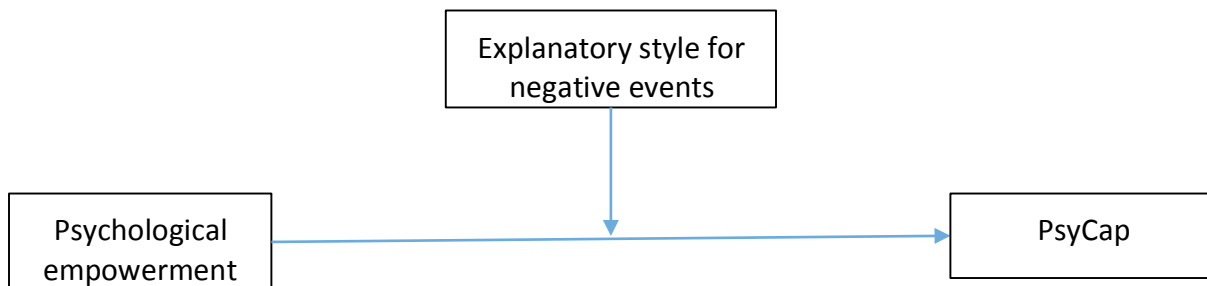 Explanatory style for
negative events
Psychological
empowerment
PsyCap